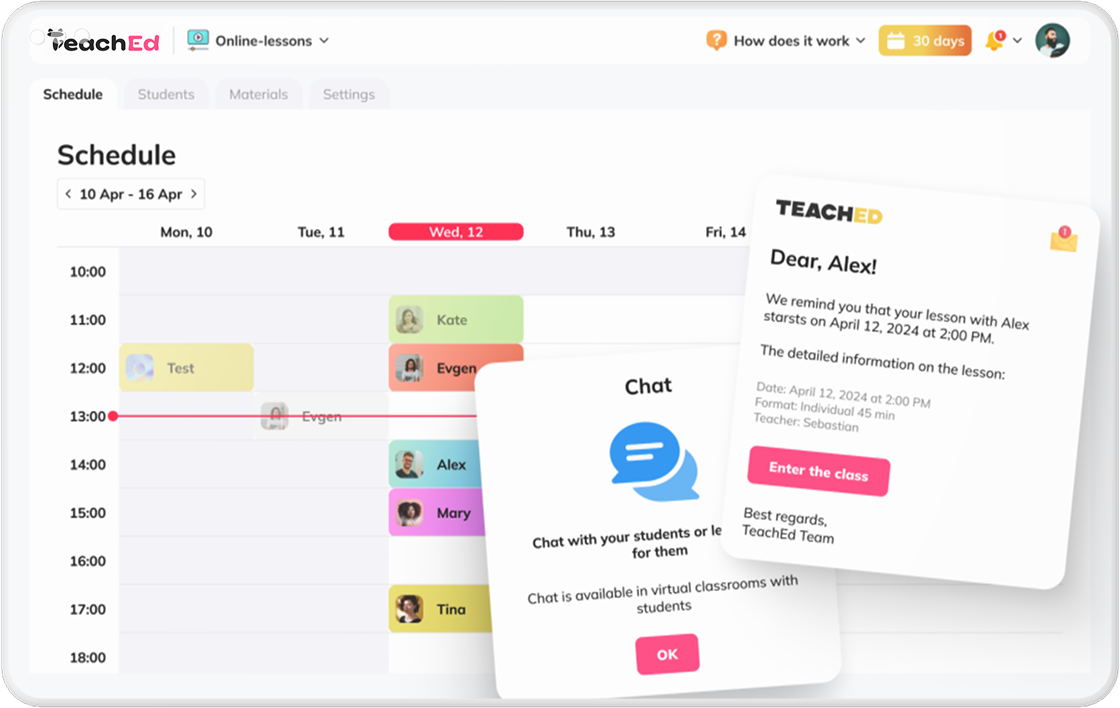 TeachEd
Online-lessons
How does it work
30 days
1
Schedule
Students
Materials
Settings
Schedule
10 Apr - 16 Apr
Mon, 10
Tue, 11
Wed, 12
Thu, 13
Fri, 14
10:00
11:00
Kate
12:00
Test
Evgen
13:00
Evgen
14:00
Alex
15:00
Mary
16:00
17:00
Tina
18:00
Chat
Chat with your students or le
for them
Chat is available in virtual classrooms with
students
OK
TEACHED
Dear, Alex!
We remind you that your lesson with Alex
starsts on April 12, 2024 at 2:00 PM.
The detailed information on the lesson:
Date: April 12, 2024 at 2:00 PM
Format: Individual 45 min
Teacher: Sebastian
Enter the class
Best regards,
TeachEd Team